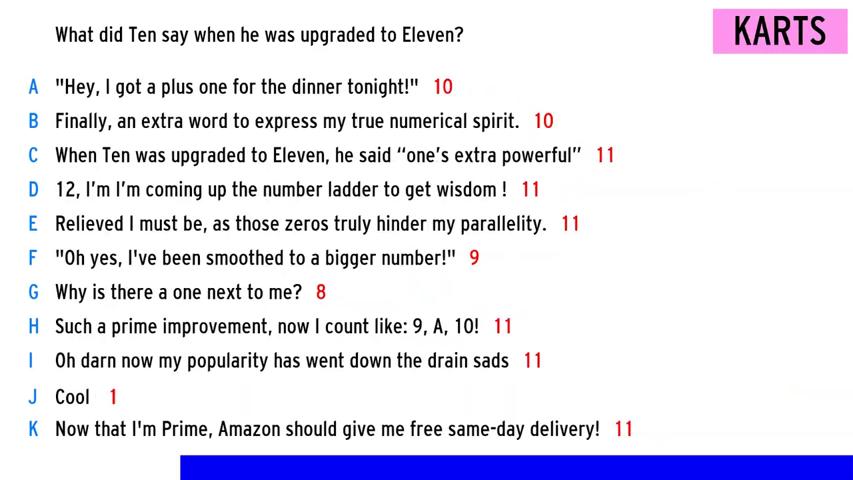 What did Ten say when he was upgraded to Eleven?
KARTS
A "Hey, I got a plus one for the dinner tonight!" 10
B Finally, an extra word to express my true numerical spirit. 10
C When Ten was upgraded to Eleven, he said “one’s extra powerful” 11
D 12, I’m I’m coming up the number ladder to get wisdom ! 11
E Relieved I must be, as those zeros truly hinder my parallelity. 11
F "Oh yes, I've been smoothed to a bigger number!" 9
G Why is there a one next to me? 8
H Such a prime improvement, now I count like: 9, A, 10! 11
I Oh darn now my popularity has went down the drain sads 11
J Cool 1
K Now that I'm Prime, Amazon should give me free same-day delivery! 11